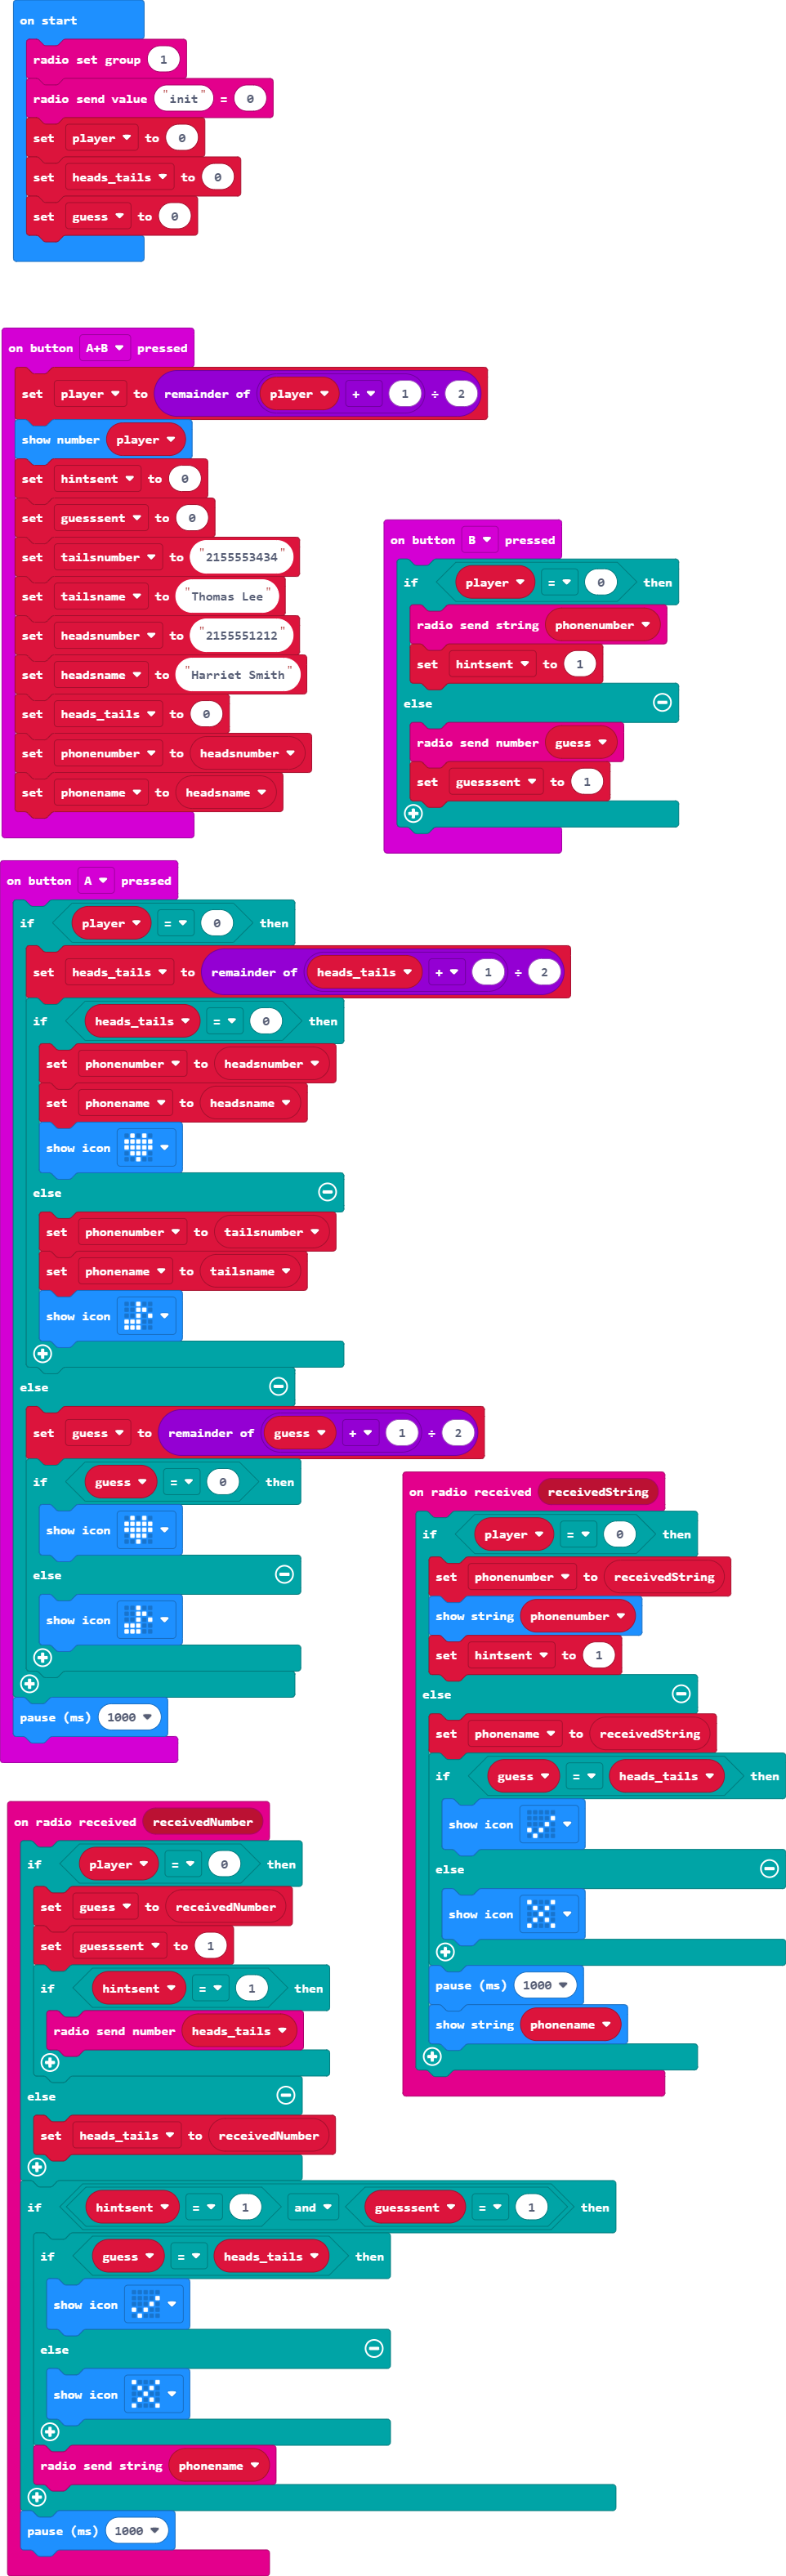 on start
radio set group 1
radio send value "init" = 0
set player to 0
set heads_tails to 0
set guess to 0
on button A+B pressed
set player to remainder of player + 1 ÷ 2
show number player
set hintsent to 0
set guesssent to 0
set tailsnumber to "2155553434"
set tailsname to "Thomas Lee"
set headsnumber to "2155551212"
set headsname to "Harriet Smith"
set heads_tails to 0
set phonenumber to headsnumber
set phonename to headsname
on button B pressed
if player = 0 then
radio send string phonenumber
set hintsent to 1
else
radio send number guess
set guesssent to 1
on button A pressed
if player = 0 then
set heads_tails to remainder of heads_tails + 1 ÷ 2
if heads_tails = 0 then
set phonenumber to headsnumber
set phonename to headsname
show icon
else
set phonenumber to tailsnumber
set phonename to tailsname
show icon
else
set guess to remainder of guess + 1 ÷ 2
if guess = 0 then
show icon
else
show icon
pause (ms) 1000
on radio received receivedString
if player = 0 then
set phonenumber to receivedString
show string phonenumber
set hintsent to 1
else
set phonename to receivedString
if guess = heads_tails then
show icon
else
show icon
pause (ms) 1000
show string phonename
on radio received receivedNumber
if player = 0 then
set guess to receivedNumber
set guesssent to 1
if hintsent = 1 then
radio send number heads_tails
else
set heads_tails to receivedNumber
if hintsent = 1 and guesssent = 1 then
if guess = heads_tails then
show icon
else
show icon
radio send string phonename
pause (ms) 1000